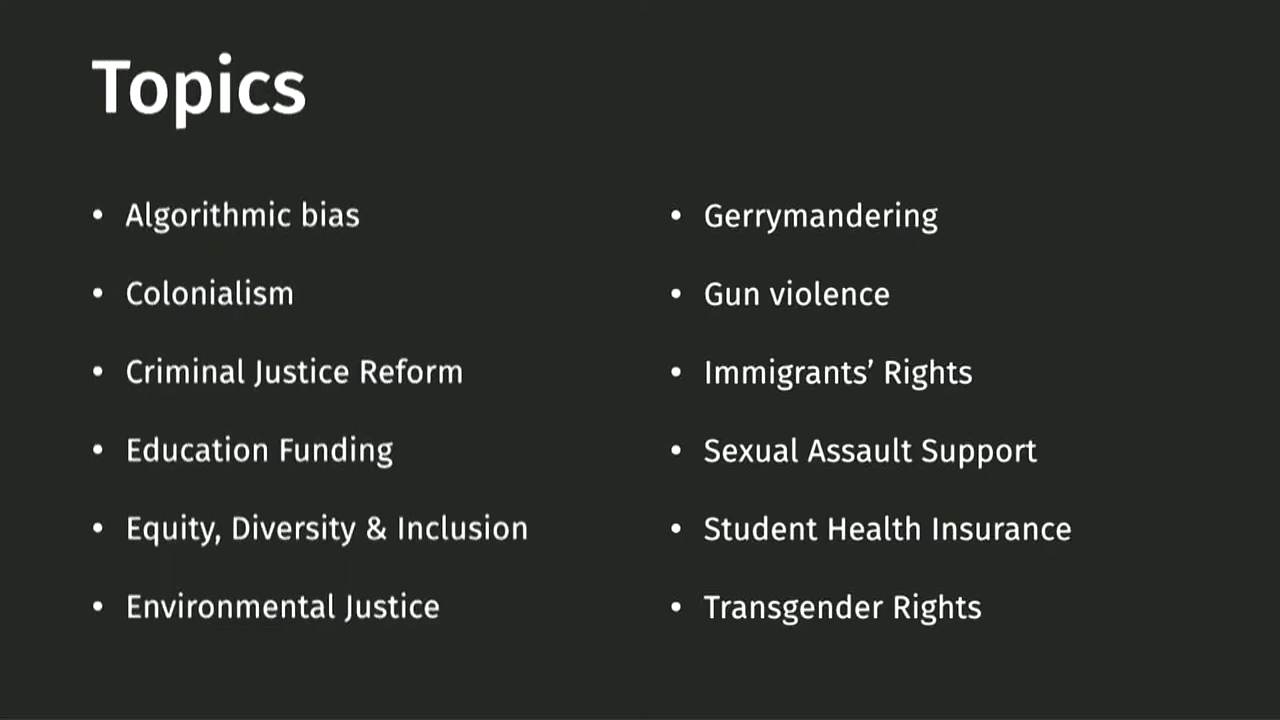 Topics
• Algorithmic bias
• Colonialism
• Criminal Justice Reform
• Education Funding
• Equity, Diversity & Inclusion
• Environmental Justice
• Gerrymandering
• Gun violence
• Immigrants’ Rights
• Sexual Assault Support
• Student Health Insurance
• Transgender Rights